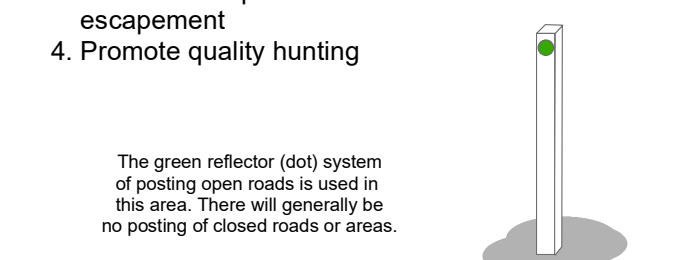 escapement
4. Promote quality hunting
The green reflector (dot) system
of posting open roads is used in
this area. There will generally be
no posting of closed roads or areas.